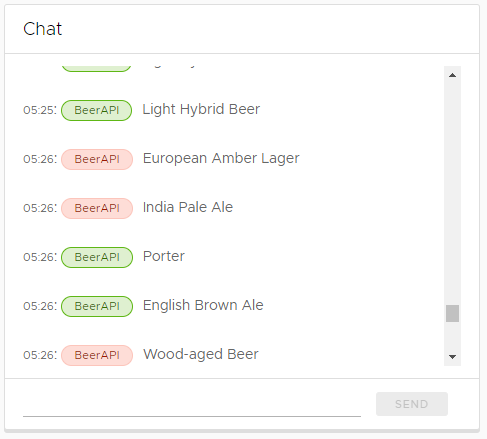 Chat
05:25: BeerAPI Light Hybrid Beer
05:26: BeerAPI European Amber Lager
05:26: BeerAPI India Pale Ale
05:26: BeerAPI Porter
05:26: BeerAPI English Brown Ale
05:26: BeerAPI Wood-aged Beer
SEND